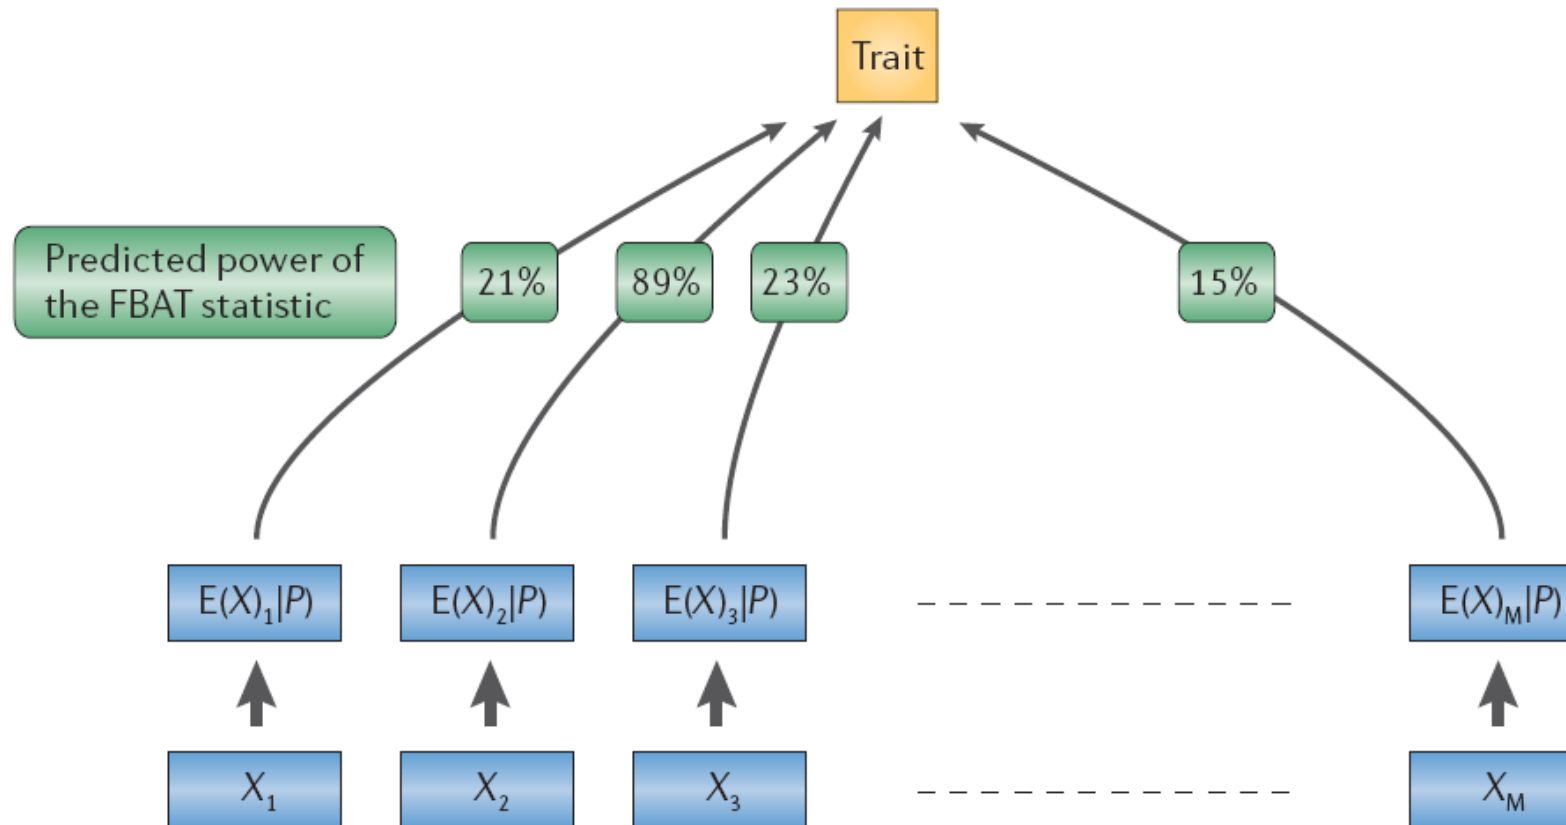 Trait
Predicted power of
the FBAT statistic
21%
89%
23%
15%
E(X)₁|P)
E(X)₂|P)
E(X)₃|P)
E(X)ₘ|P)
X₁
X₂
X₃
Xₘ